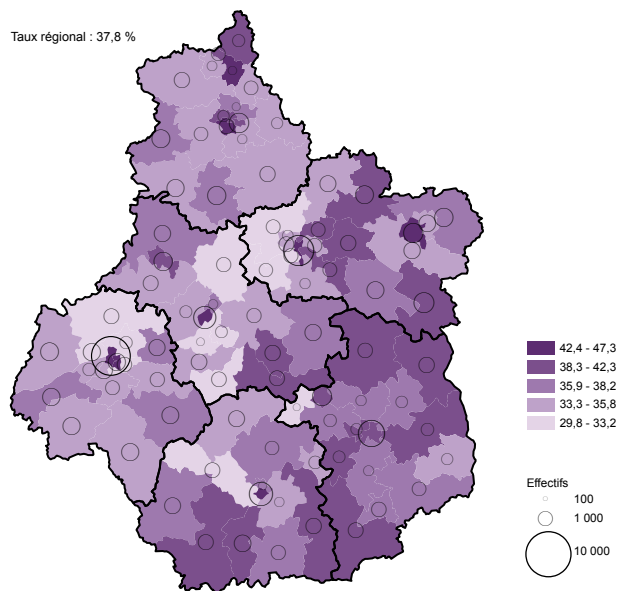 Taux régional : 37,8 %
42,4 - 47,3
38,3 - 42,3
35,9 - 38,2
33,3 - 35,8
29,8 - 33,2
Effectifs
100
1 000
10 000